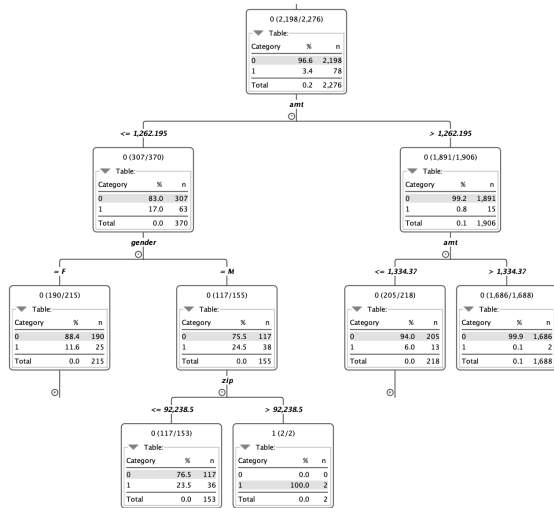 0 (2,198/2,276)
Table:
Category % n
0 96.6 2,198
1 3.4 78
Total 0.2 2,276
amt
<= 1,262.195
> 1,262.195
0 (307/370)
Table:
Category % n
0 83.0 307
1 17.0 63
Total 0.0 370
gender
0 (1,891/1,906)
Table:
Category % n
0 99.2 1,891
1 0.8 15
Total 0.1 1,906
amt
= F
= M
<= 1,334.37
> 1,334.37
0 (190/215)
Table:
Category % n
0 88.4 190
1 11.6 25
Total 0.0 215
0 (117/155)
Table:
Category % n
0 75.5 117
1 24.5 38
Total 0.0 155
zip
0 (205/218)
Table:
Category % n
0 94.0 205
1 6.0 13
Total 0.0 218
0 (1,686/1,688)
Table:
Category % n
0 99.9 1,686
1 0.1 2
Total 0.1 1,688
<= 92,238.5
> 92,238.5
0 (117/153)
Table:
Category % n
0 76.5 117
1 23.5 36
Total 0.0 153
1 (2/2)
Table:
Category % n
0 0.0 0
1 100.0 2
Total 0.0 2